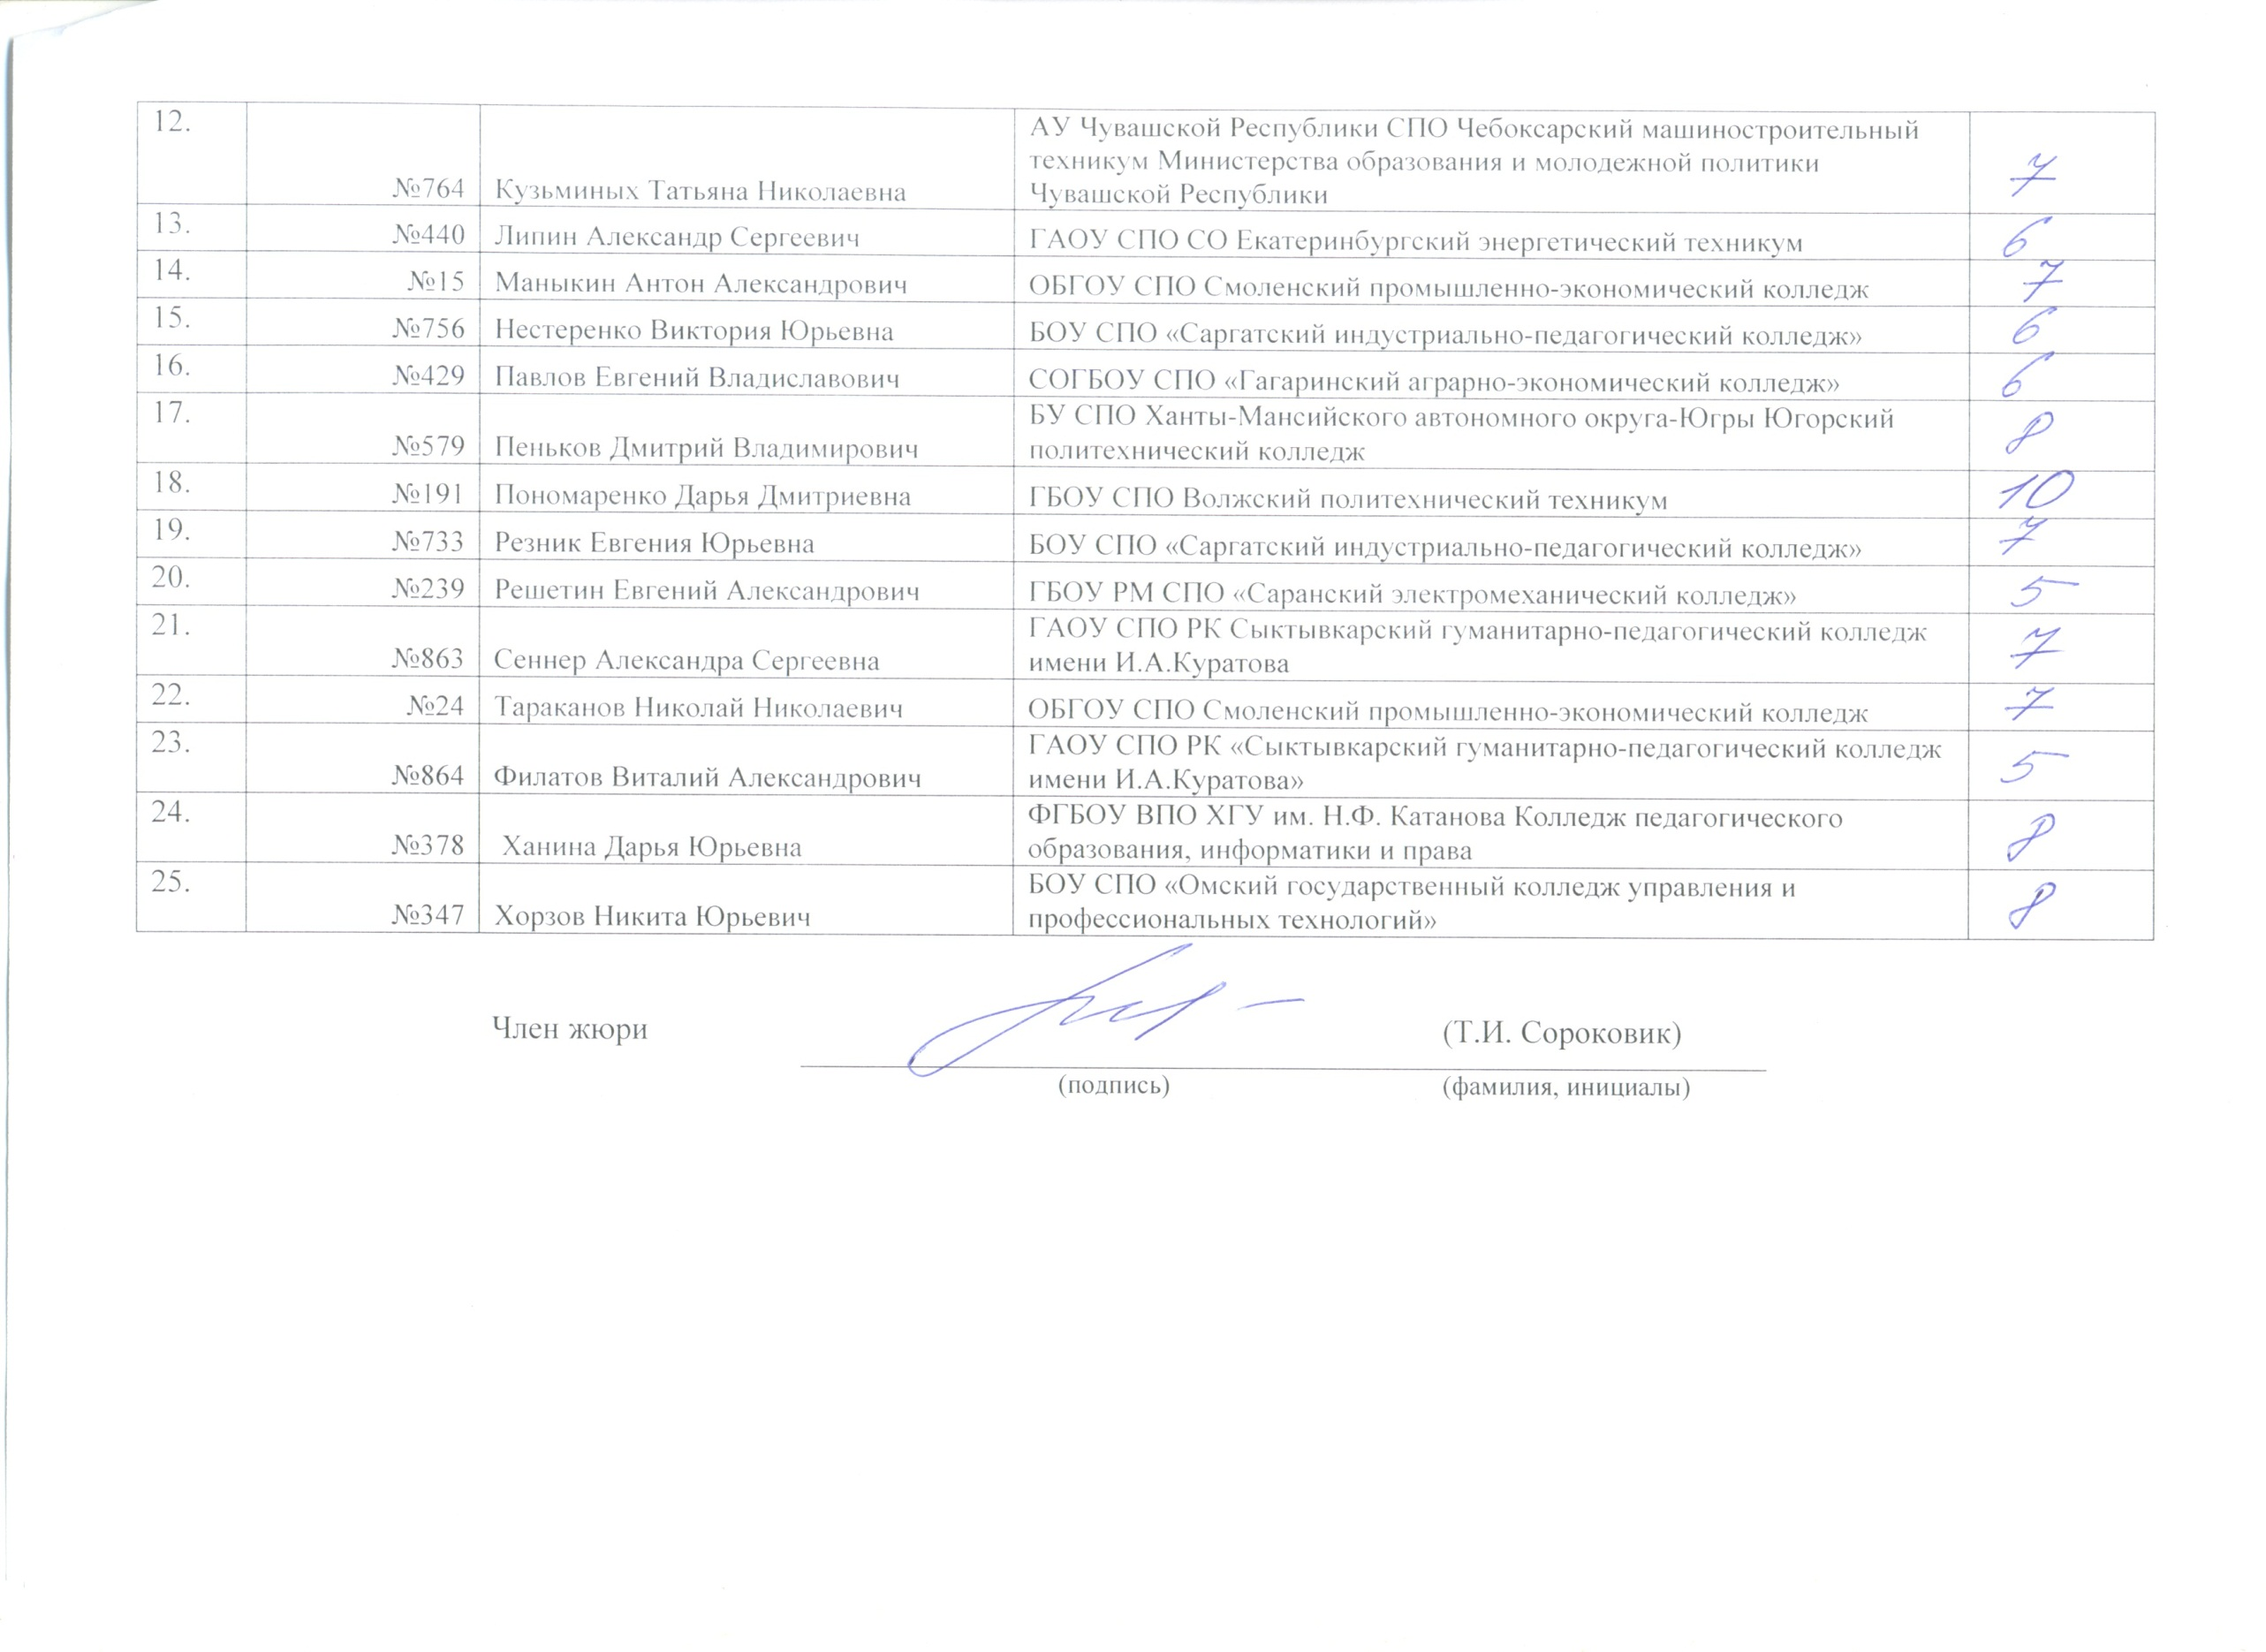 12.
№764 Кузьминых Татьяна Николаевна
АУ Чувашской Республики СПО Чебоксарский машиностроительный
техникум Министерства образования и молодежной политики
Чувашской Республики
7
13. №440 Липин Александр Сергеевич ГАОУ СПО СО Екатеринбургский энергетический техникум 6
14. №15 Маныкин Антон Александрович ОБГОУ СПО Смоленский промышленно-экономический колледж 7
15. №756 Нестеренко Виктория Юрьевна БОУ СПО «Саргатский индустриально-педагогический колледж» 6
16. №429 Павлов Евгений Владиславович СОГБОУ СПО «Гагаринский аграрно-экономический колледж» 6
17.
№579 Пеньков Дмитрий Владимирович
БУ СПО Ханты-Мансийского автономного округа-Югры Югорский
политехнический колледж
8
18. №191 Пономаренко Дарья Дмитриевна ГБОУ СПО Волжский политехнический техникум 10
19. №733 Резник Евгения Юрьевна БОУ СПО «Саргатский индустриально-педагогический колледж» 7
20. №239 Решетин Евгений Александрович ГБОУ РМ СПО «Саранский электромеханический колледж» 5
21.
№863 Сеннер Александра Сергеевна
ГАОУ СПО РК Сыктывкарский гуманитарно-педагогический колледж
имени И.А.Куратова
7
22. №24 Тараканов Николай Николаевич ОБГОУ СПО Смоленский промышленно-экономический колледж 7
23.
№864 Филатов Виталий Александрович
ГАОУ СПО РК «Сыктывкарский гуманитарно-педагогический колледж
имени И.А.Куратова»
5
24.
№378 Ханина Дарья Юрьевна
ФГБОУ ВПО ХГУ им. Н.Ф. Катанова Колледж педагогического
образования, информатики и права
8
25.
№347 Хорзов Никита Юрьевич
БОУ СПО «Омский государственный колледж управления и
профессиональных технологий»
8
Член жюри (Т.И. Сороковик)
(подпись) (фамилия, инициалы)